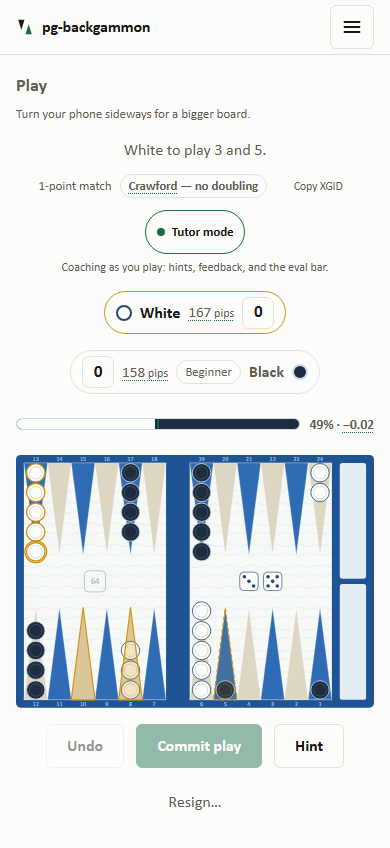 pg-backgammon
Play
Turn your phone sideways for a bigger board.
White to play 3 and 5.
1-point match Crawford — no doubling Copy XGID
Tutor mode
Coaching as you play: hints, feedback, and the eval bar.
White 167 pips 0
0 158 pips Beginner Black
49% · −0.02
13 14 15 16 17 18 19 20 21 22 23 24
64
12 11 10 9 8 7 6 5 4 3 2 1
Undo Commit play Hint
Resign...